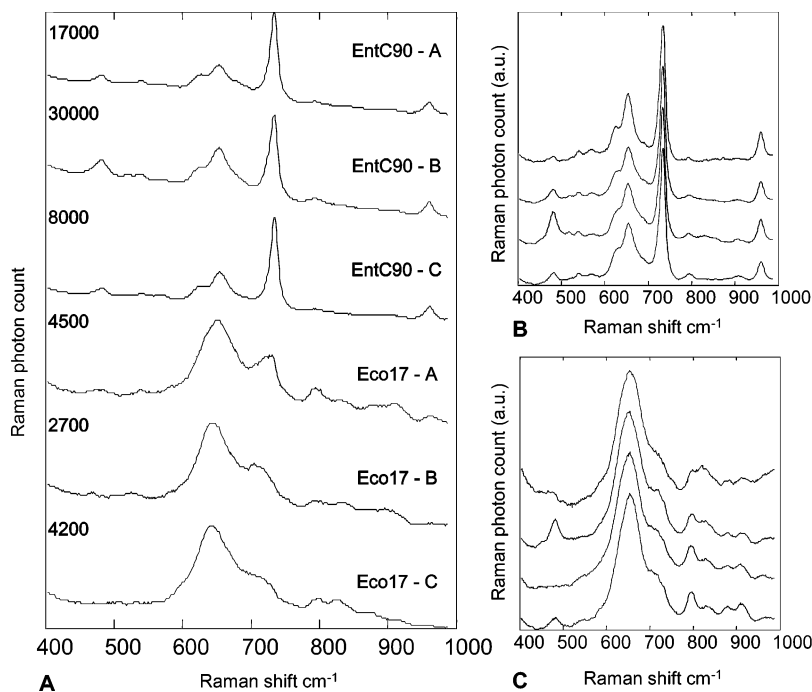 17000
EntC90 - A
30000
EntC90 - B
8000
EntC90 - C
4500
Eco17 - A
2700
Eco17 - B
4200
Eco17 - C
Raman photon count
400 500 600 700 800 900 1000
A Raman shift cm-1
Raman photon count (a.u.)
400 500 600 700 800 900 1000
B Raman shift cm-1
Raman photon count (a.u.)
400 500 600 700 800 900 1000
C Raman shift cm-1